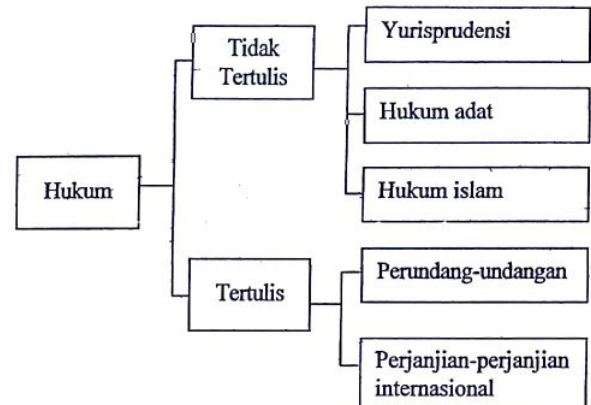 Hukum
Tidak
Tertulis
Yurisprudensi
Hukum adat
Hukum islam
Tertulis
Perundang-undangan
Perjanjian-perjanjian
internasional